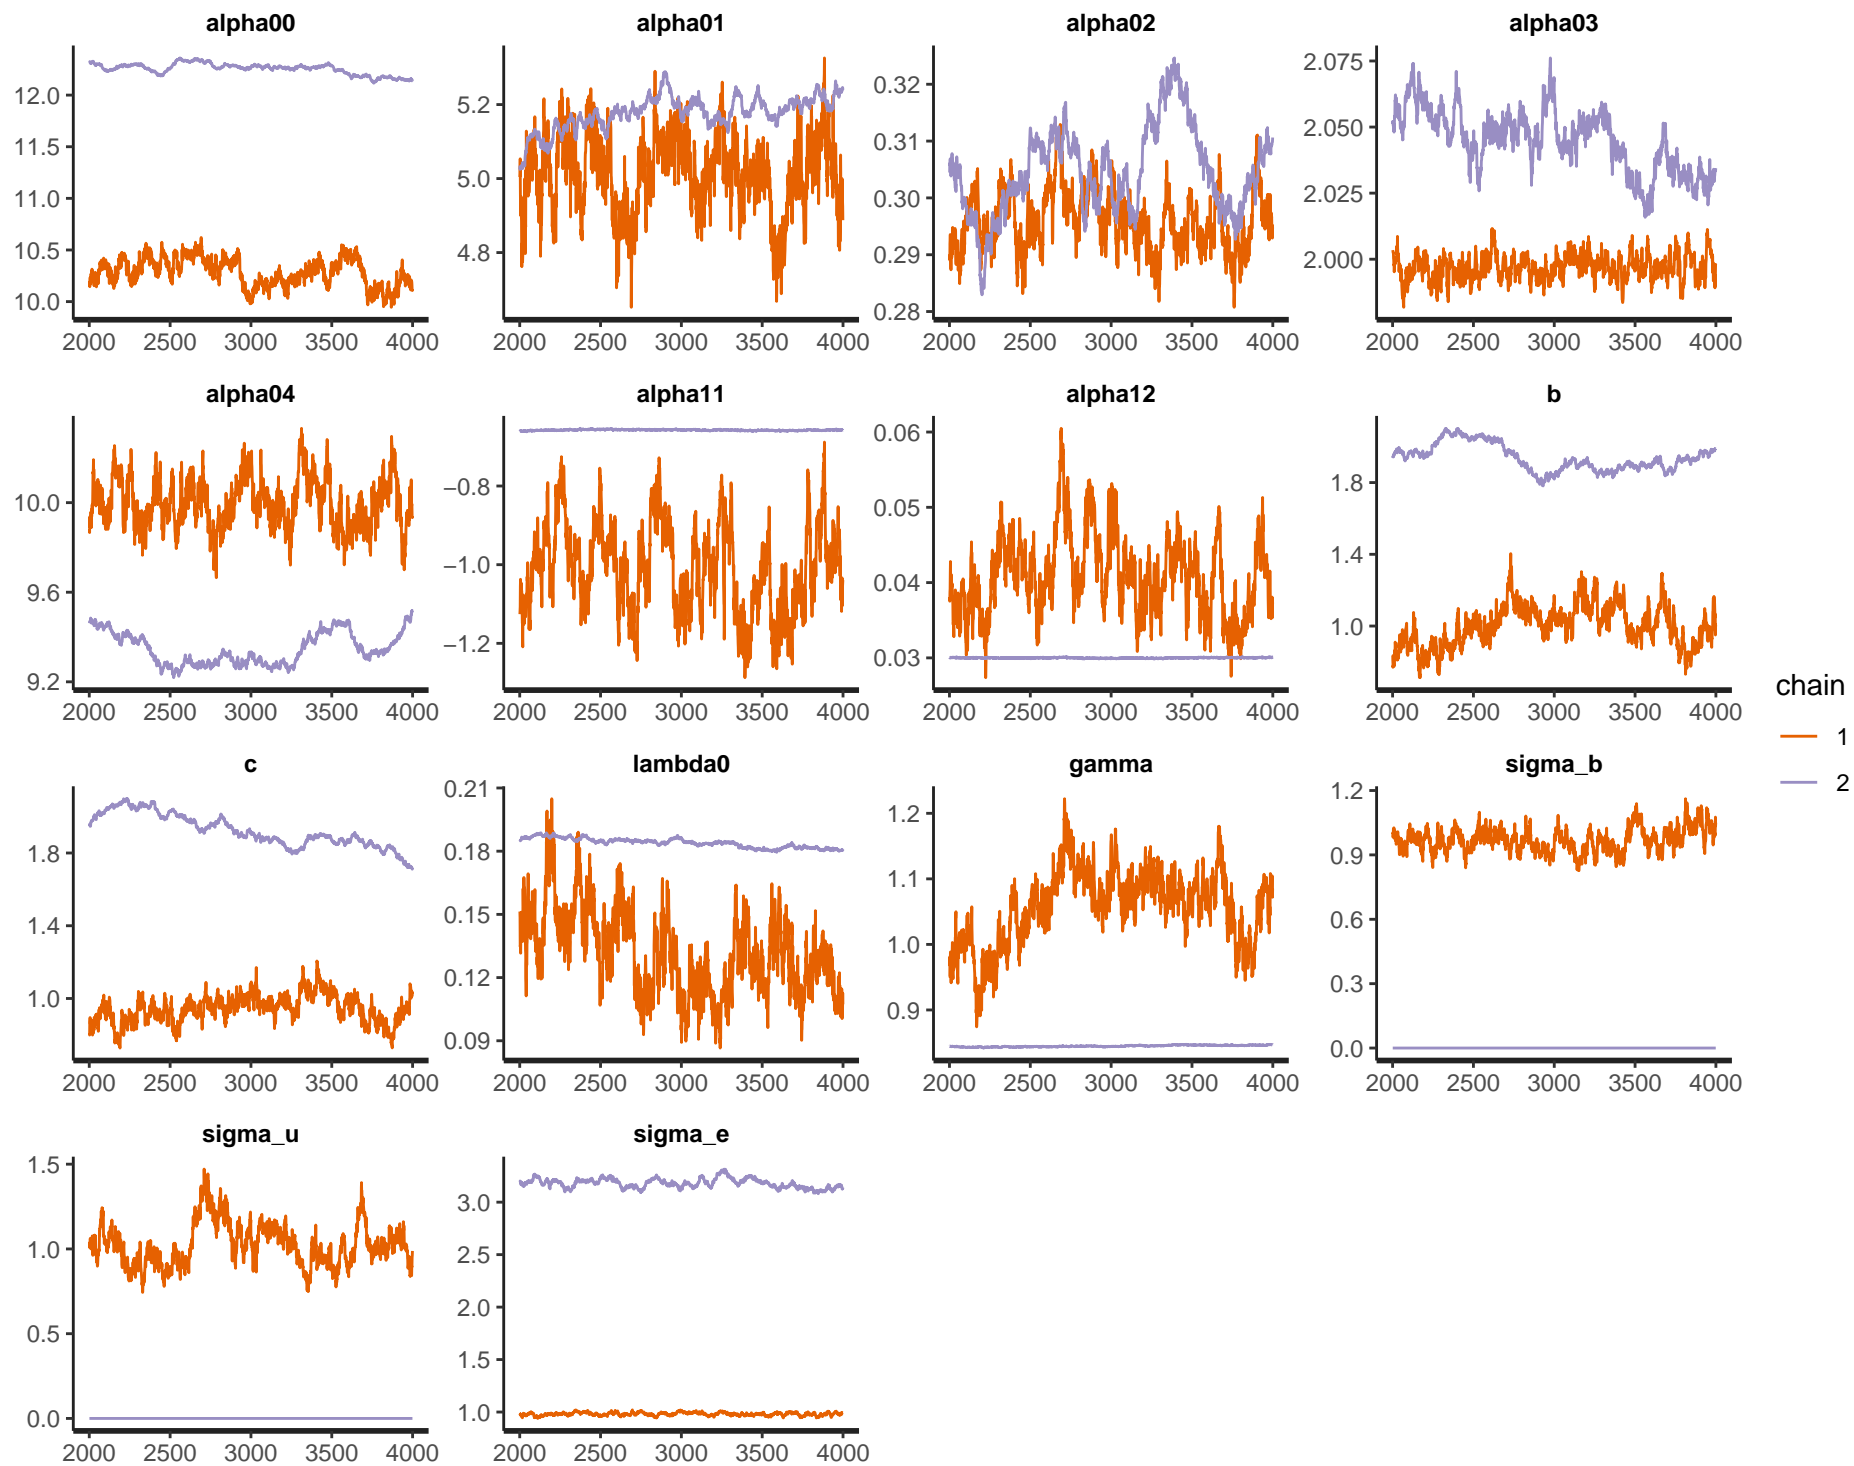 alpha00 alpha01 alpha02 alpha03
12.0 11.5 11.0 10.5 10.0
5.2 5.0 4.8
0.32 0.31 0.30 0.29 0.28
2.075 2.050 2.025 2.000
2000 2500 3000 3500 4000 2000 2500 3000 3500 4000 2000 2500 3000 3500 4000 2000 2500 3000 3500 4000
alpha04 alpha11 alpha12 b
10.0 9.6 9.2
−0.8 −1.0 −1.2
0.06 0.05 0.04 0.03
1.8 1.4 1.0
2000 2500 3000 3500 4000 2000 2500 3000 3500 4000 2000 2500 3000 3500 4000 2000 2500 3000 3500 4000
c lambda0 gamma sigma_b
1.8 1.4 1.0
0.21 0.18 0.15 0.12 0.09
1.2 1.1 1.0 0.9
1.2 0.9 0.6 0.3 0.0
2000 2500 3000 3500 4000 2000 2500 3000 3500 4000 2000 2500 3000 3500 4000 2000 2500 3000 3500 4000
sigma_u sigma_e
1.5 1.0 0.5 0.0
3.0 2.5 2.0 1.5 1.0
2000 2500 3000 3500 4000 2000 2500 3000 3500 4000
chain
1
2